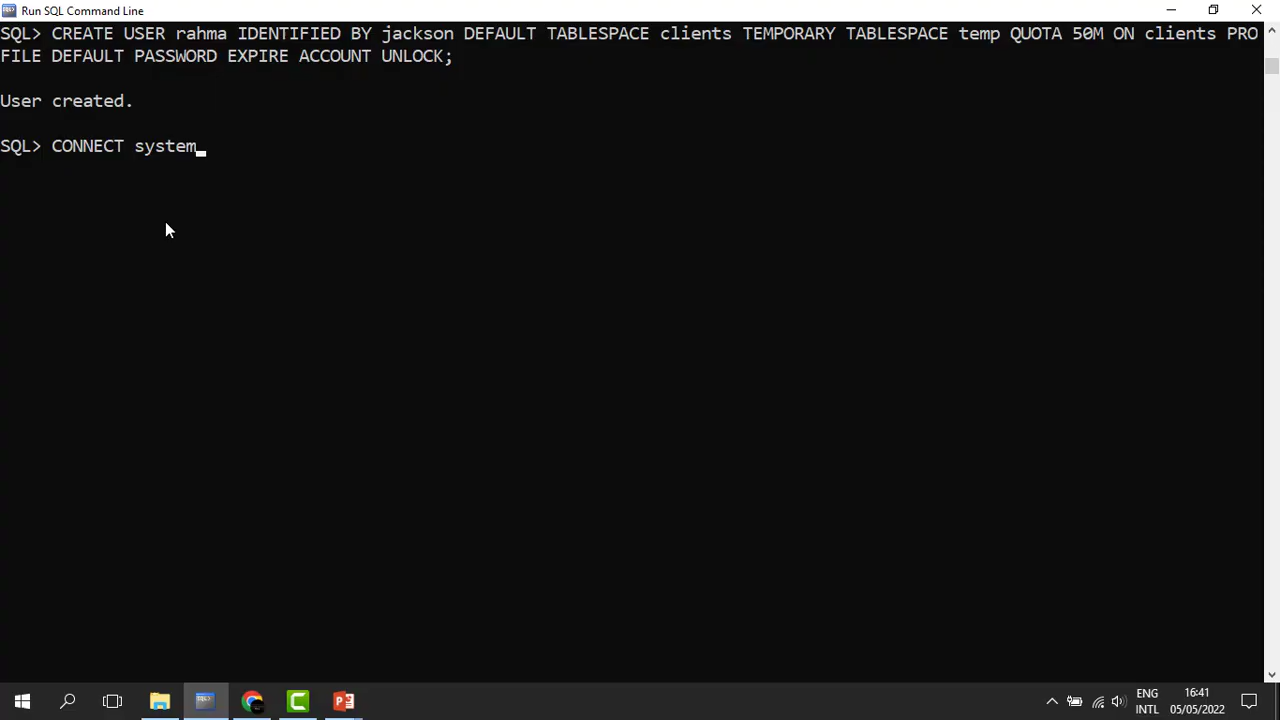 Run SQL Command Line
SQL> CREATE USER rahma IDENTIFIED BY jackson DEFAULT TABLESPACE clients TEMPORARY TABLESPACE temp QUOTA 50M ON clients PRO
FILE DEFAULT PASSWORD EXPIRE ACCOUNT UNLOCK;
User created.
SQL> CONNECT system
ENG
16:41
INTL
05/05/2022